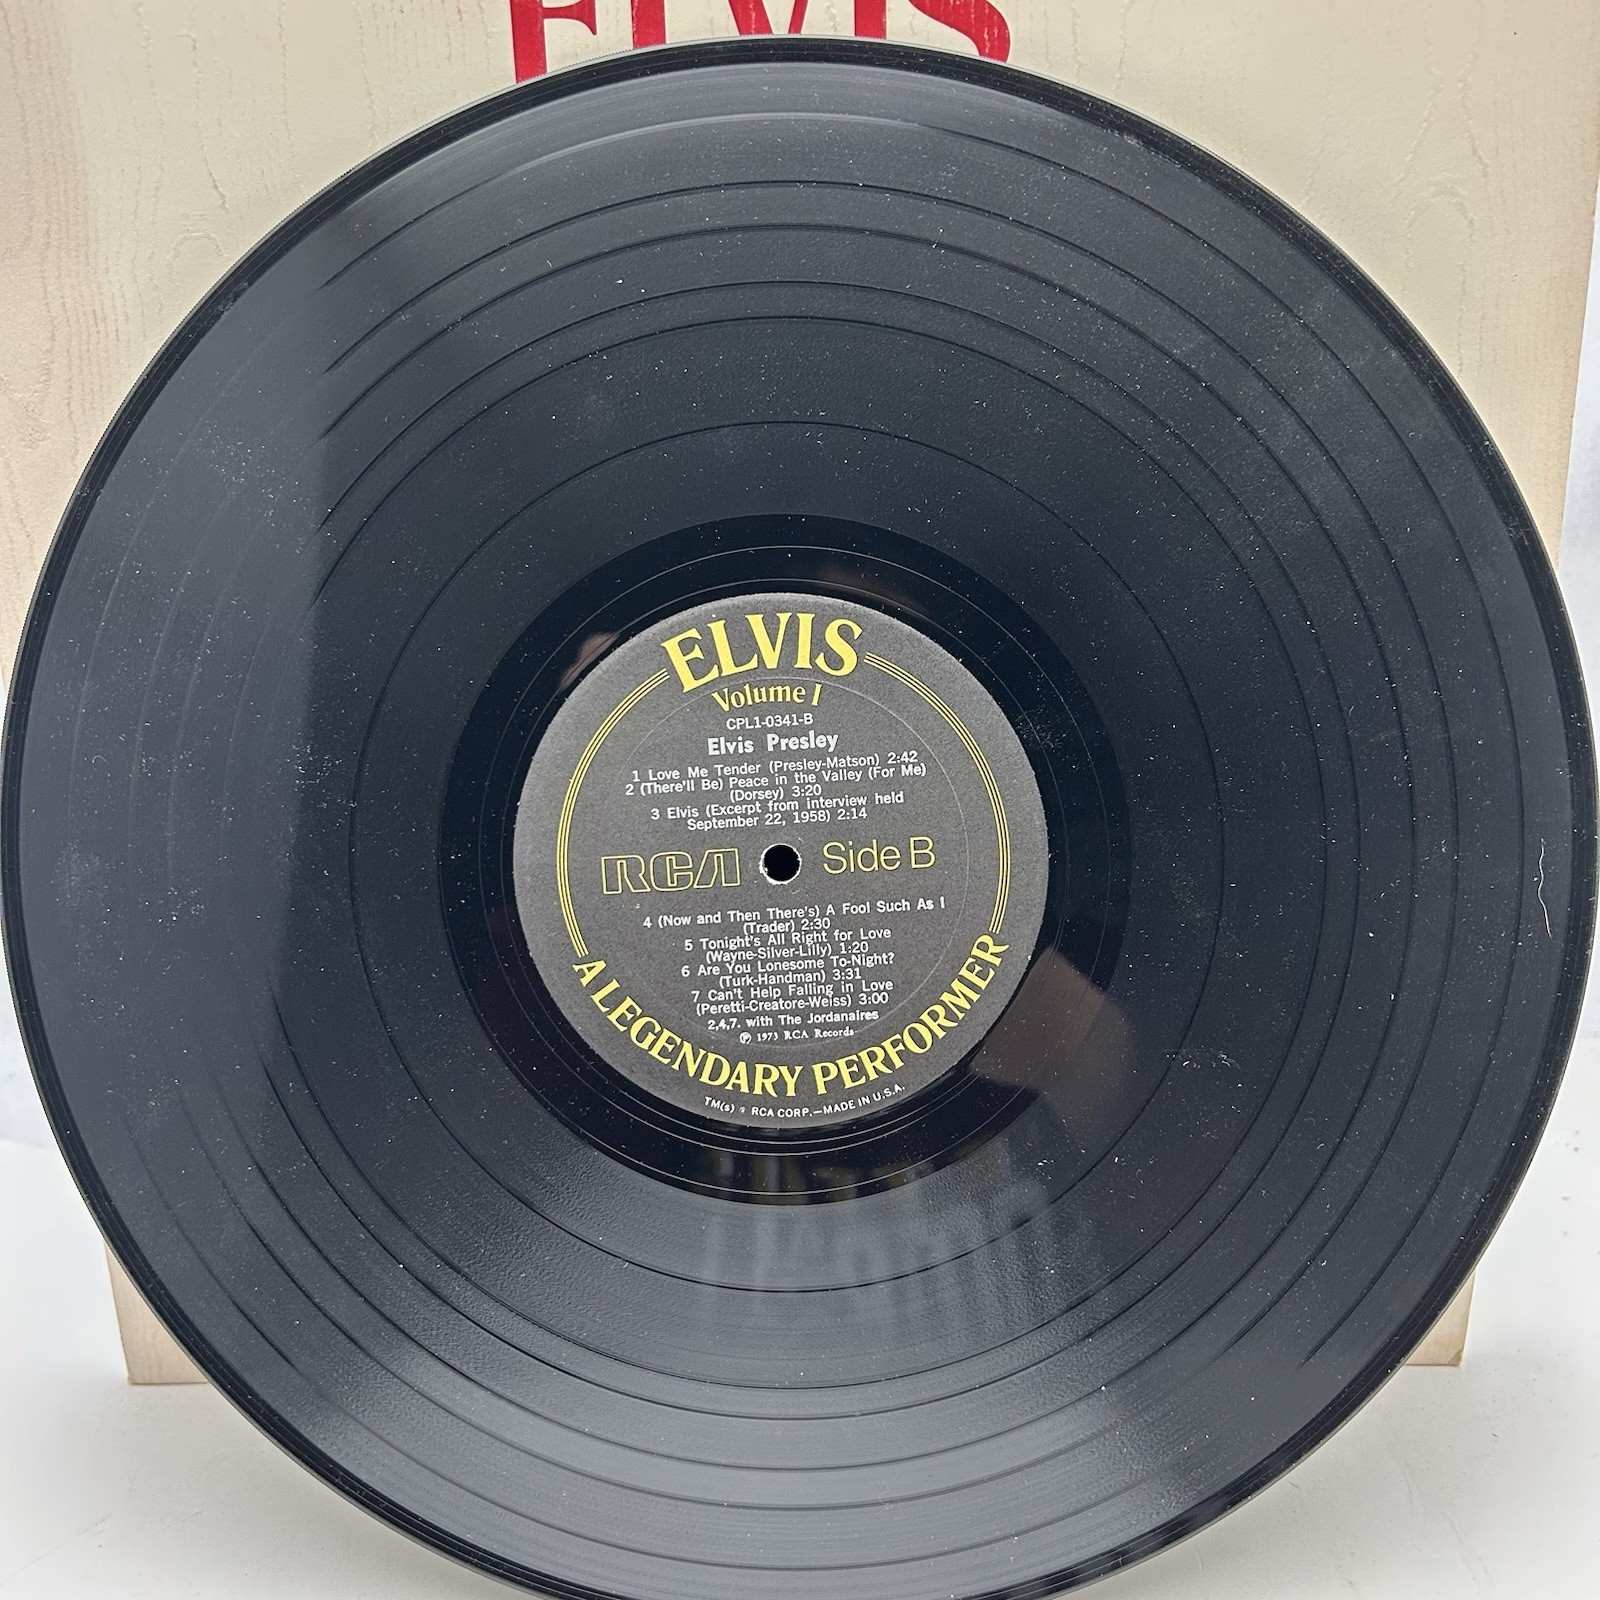 ELVIS
ELVIS
Volume I
CPL1-0341-B
Elvis Presley
1 Love Me Tender (Presley-Matson) 2:42
2 (There'll Be) Peace in the Valley (For Me)
(Dorsey) 3:20
3 Elvis (Excerpt from interview held
September 22, 1958) 2:14
RCA Side B
4 (Now and Then There's) A Fool Such As I
(Trader) 2:30
5 Tonight's All Right for Love
(Wayne-Silver-Lilly) 1:20
6 Are You Lonesome To-Night?
(Turk-Handman) 3:31
7 Can't Help Falling in Love
(Peretti-Creatore-Weiss) 3:00
2,4,7. with The Jordanaires
℗ 1973 RCA Records
A LEGENDARY PERFORMER
TM(s) ® RCA CORP.—MADE IN U.S.A.